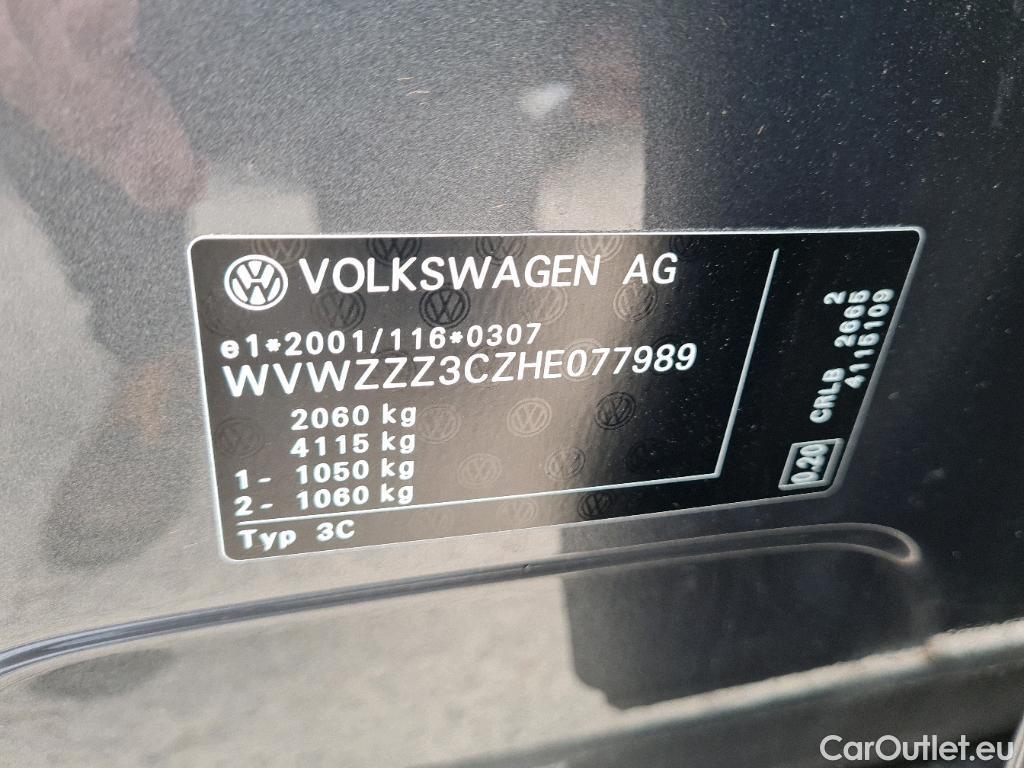 VOLKSWAGEN AG
e1*2001/116*0307
WVWZZZ3CZHE077989
2060 kg
4115 kg
1- 1050 kg
2- 1060 kg
Typ 3C
2
CRLB 2665
4115109
0.20
CarOutlet.eu